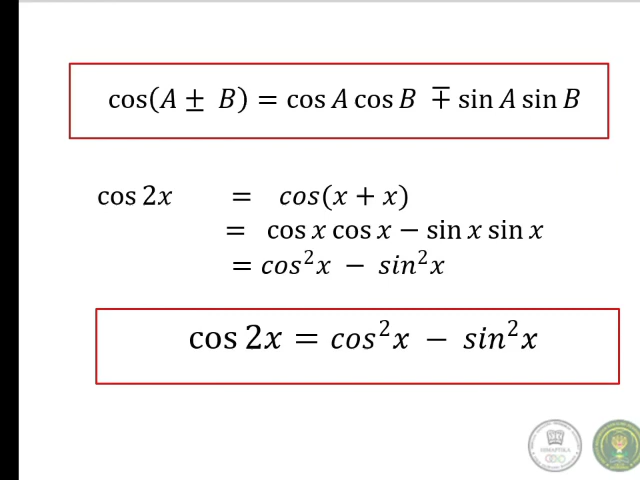 cos(A ± B) = cos A cos B ∓ sin A sin B
cos 2x = cos(x + x)
= cos x cos x − sin x sin x
= cos²x − sin²x
cos 2x = cos²x − sin²x